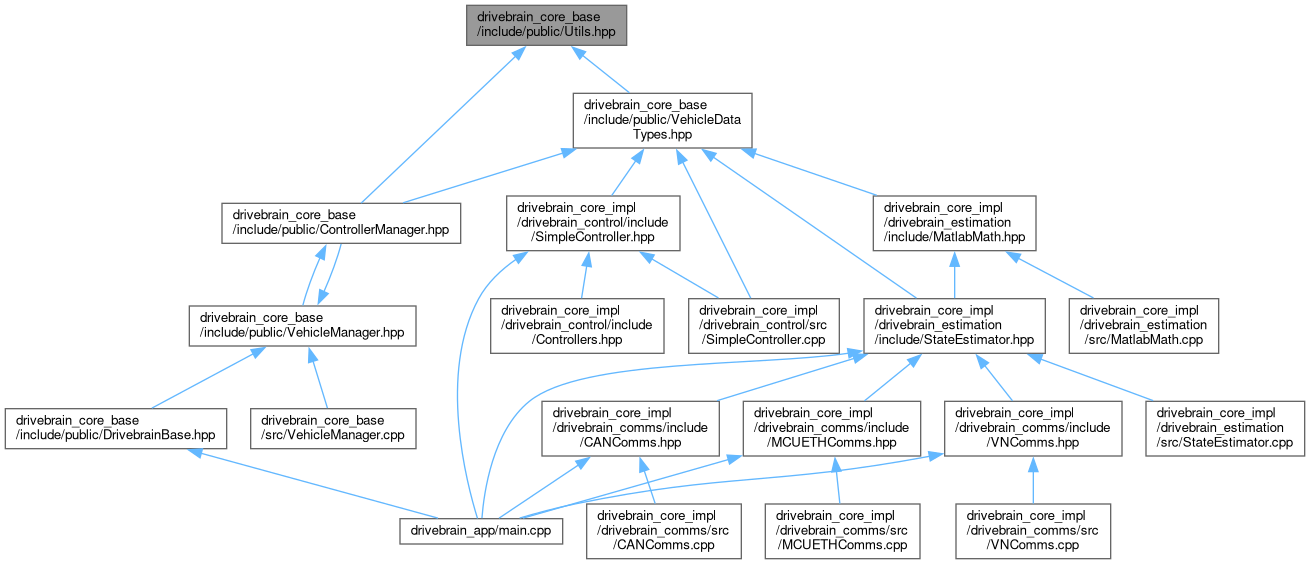 drivebrain_core_base
/include/public/Utils.hpp
drivebrain_core_base
/include/public/VehicleData
Types.hpp
drivebrain_core_base
/include/public/ControllerManager.hpp
drivebrain_core_impl
/drivebrain_control/include
/SimpleController.hpp
drivebrain_core_impl
/drivebrain_estimation
/include/MatlabMath.hpp
drivebrain_core_base
/include/public/VehicleManager.hpp
drivebrain_core_impl
/drivebrain_control/include
/Controllers.hpp
drivebrain_core_impl
/drivebrain_control/src
/SimpleController.cpp
drivebrain_core_impl
/drivebrain_estimation
/include/StateEstimator.hpp
drivebrain_core_impl
/drivebrain_estimation
/src/MatlabMath.cpp
drivebrain_core_base
/include/public/DrivebrainBase.hpp
drivebrain_core_base
/src/VehicleManager.cpp
drivebrain_core_impl
/drivebrain_comms/include
/CANComms.hpp
drivebrain_core_impl
/drivebrain_comms/include
/MCUETHComms.hpp
drivebrain_core_impl
/drivebrain_comms/include
/VNComms.hpp
drivebrain_core_impl
/drivebrain_estimation
/src/StateEstimator.cpp
drivebrain_app/main.cpp
drivebrain_core_impl
/drivebrain_comms/src
/CANComms.cpp
drivebrain_core_impl
/drivebrain_comms/src
/MCUETHComms.cpp
drivebrain_core_impl
/drivebrain_comms/src
/VNComms.cpp